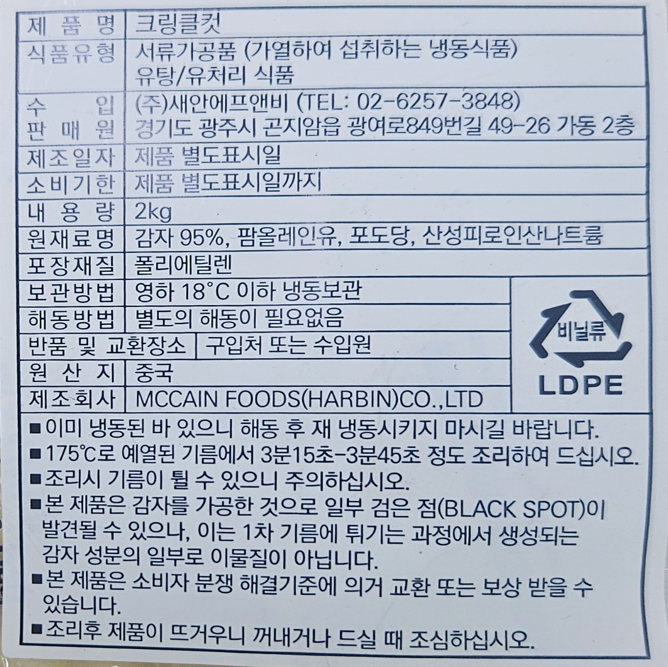 제 품 명 크링클컷
식품유형 서류가공품 (가열하여 섭취하는 냉동식품)
유탕/유처리 식품
수 입 (주)새안에프앤비 (TEL: 02-6257-3848)
판 매 원 경기도 광주시 곤지암읍 광여로849번길 49-26 가동 2층
제조일자 제품 별도표시일
소비기한 제품 별도표시일까지
내 용 량 2kg
원재료명 감자 95%, 팜올레인유, 포도당, 산성피로인산나트륨
포장재질 폴리에틸렌
보관방법 영하 18°C 이하 냉동보관
해동방법 별도의 해동이 필요없음
반품 및 교환장소 구입처 또는 수입원
원 산 지 중국
제조회사 MCCAIN FOODS(HARBIN)CO.,LTD
비닐류
LDPE
■이미 냉동된 바 있으니 해동 후 재 냉동시키지 마시길 바랍니다.
■175℃로 예열된 기름에서 3분15초-3분45초 정도 조리하여 드십시오.
■조리시 기름이 튈 수 있으니 주의하십시오.
■본 제품은 감자를 가공한 것으로 일부 검은 점(BLACK SPOT)이
발견될 수 있으나, 이는 1차 기름에 튀기는 과정에서 생성되는
감자 성분의 일부로 이물질이 아닙니다.
■본 제품은 소비자 분쟁 해결기준에 의거 교환 또는 보상 받을 수
있습니다.
■조리후 제품이 뜨거우니 꺼내거나 드실 때 조심하십시오.